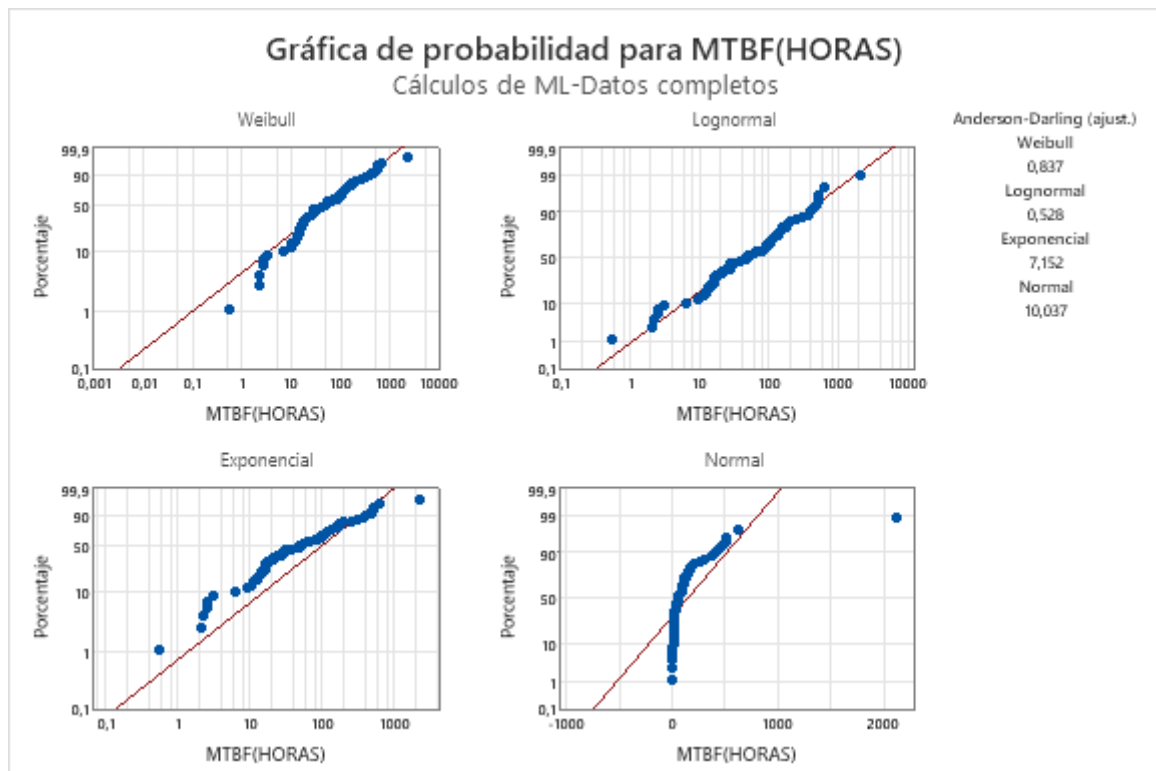 Gráfica de probabilidad para MTBF(HORAS)
Cálculos de ML-Datos completos
Weibull
99,9
90
50
10
1
0,1
Porcentaje
0,001 0,01 0,1 1 10 100 1000 10000
MTBF(HORAS)
Lognormal
99,9
99
90
50
10
1
0,1
Porcentaje
0,1 1 10 100 1000 10000
MTBF(HORAS)
Anderson-Darling (ajust.)
Weibull
0,837
Lognormal
0,528
Exponencial
7,152
Normal
10,037
Exponencial
99,9
90
50
10
1
0,1
Porcentaje
0,1 1 10 100 1000
MTBF(HORAS)
Normal
99,9
99
90
50
10
1
0,1
Porcentaje
-1000 0 1000 2000
MTBF(HORAS)